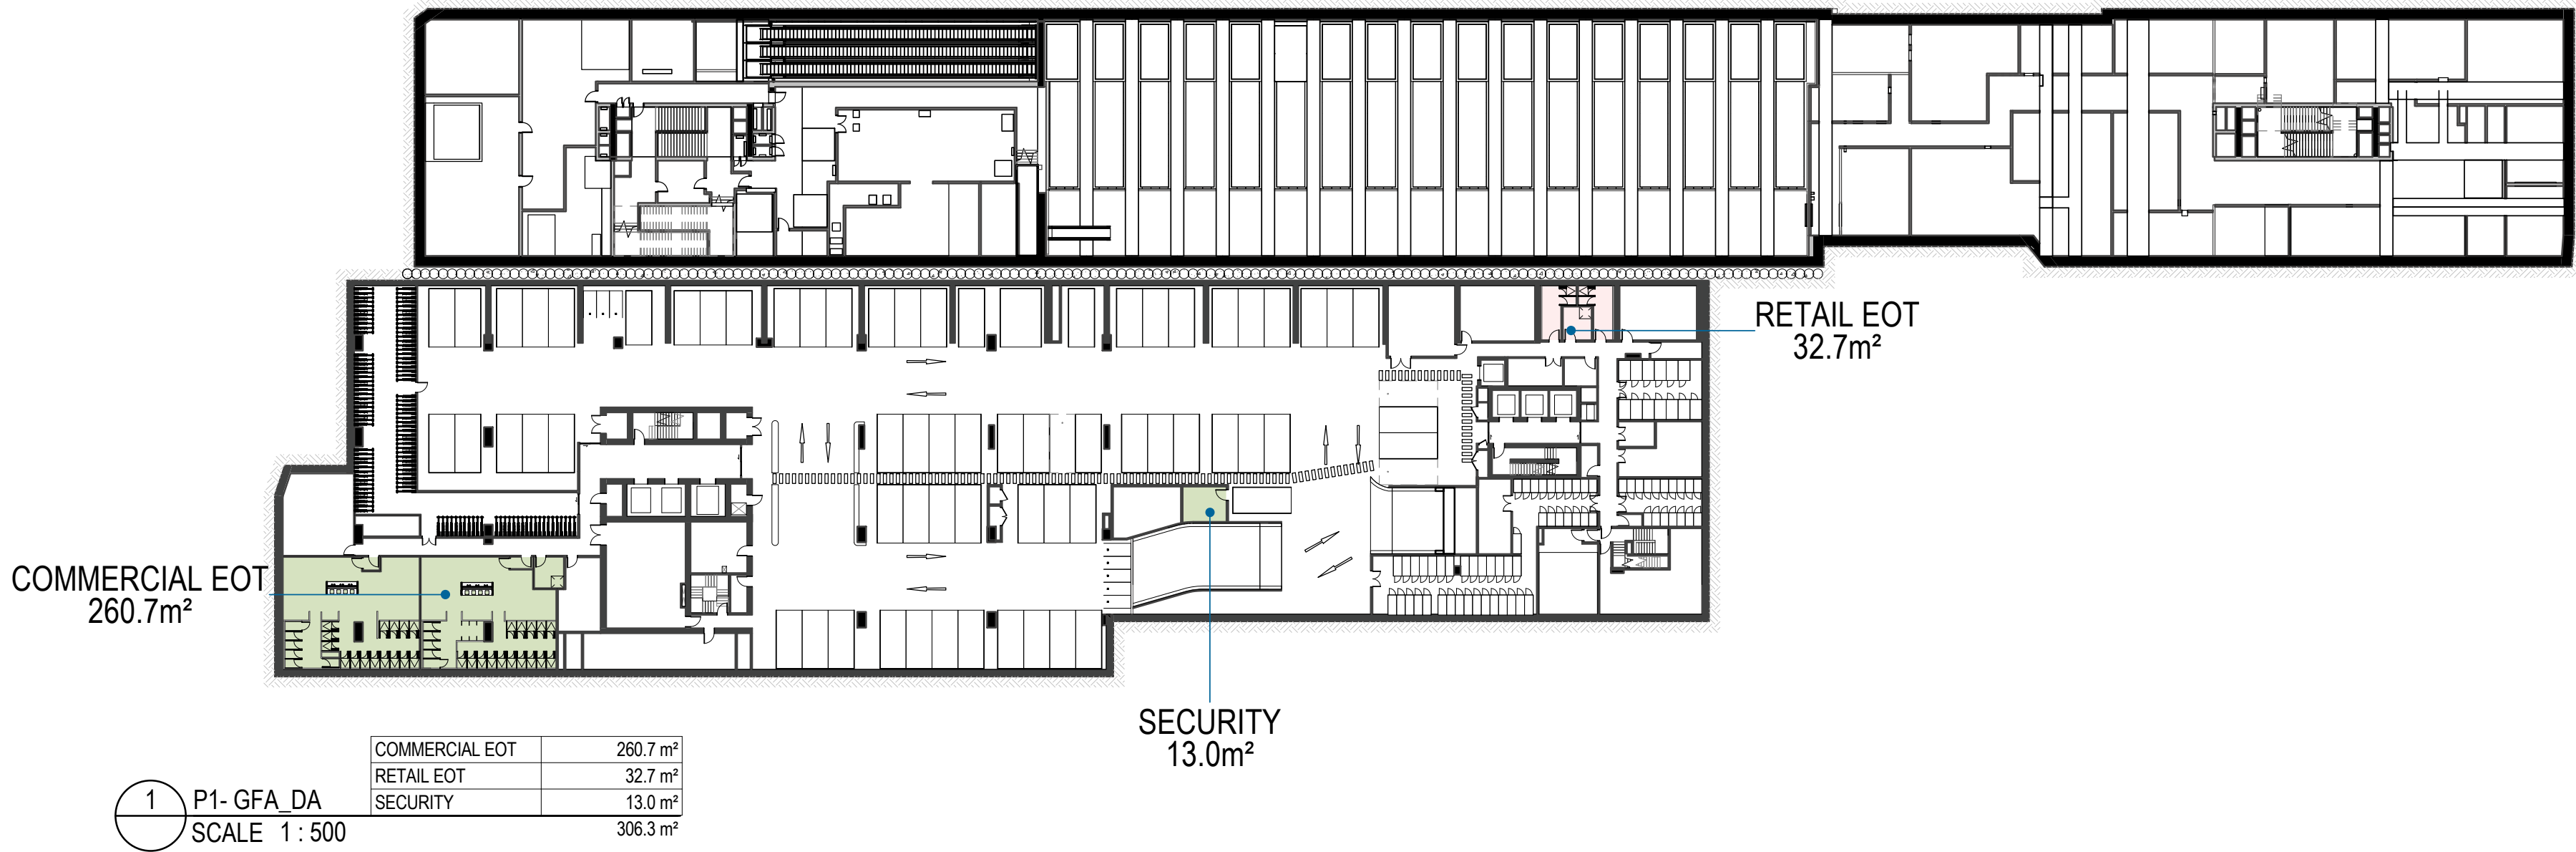 RETAIL EOT
32.7m²
COMMERCIAL EOT
260.7m²
SECURITY
13.0m²
COMMERCIAL EOT 260.7 m²
RETAIL EOT 32.7 m²
SECURITY 13.0 m²
306.3 m²
1 P1- GFA_DA
SCALE 1 : 500